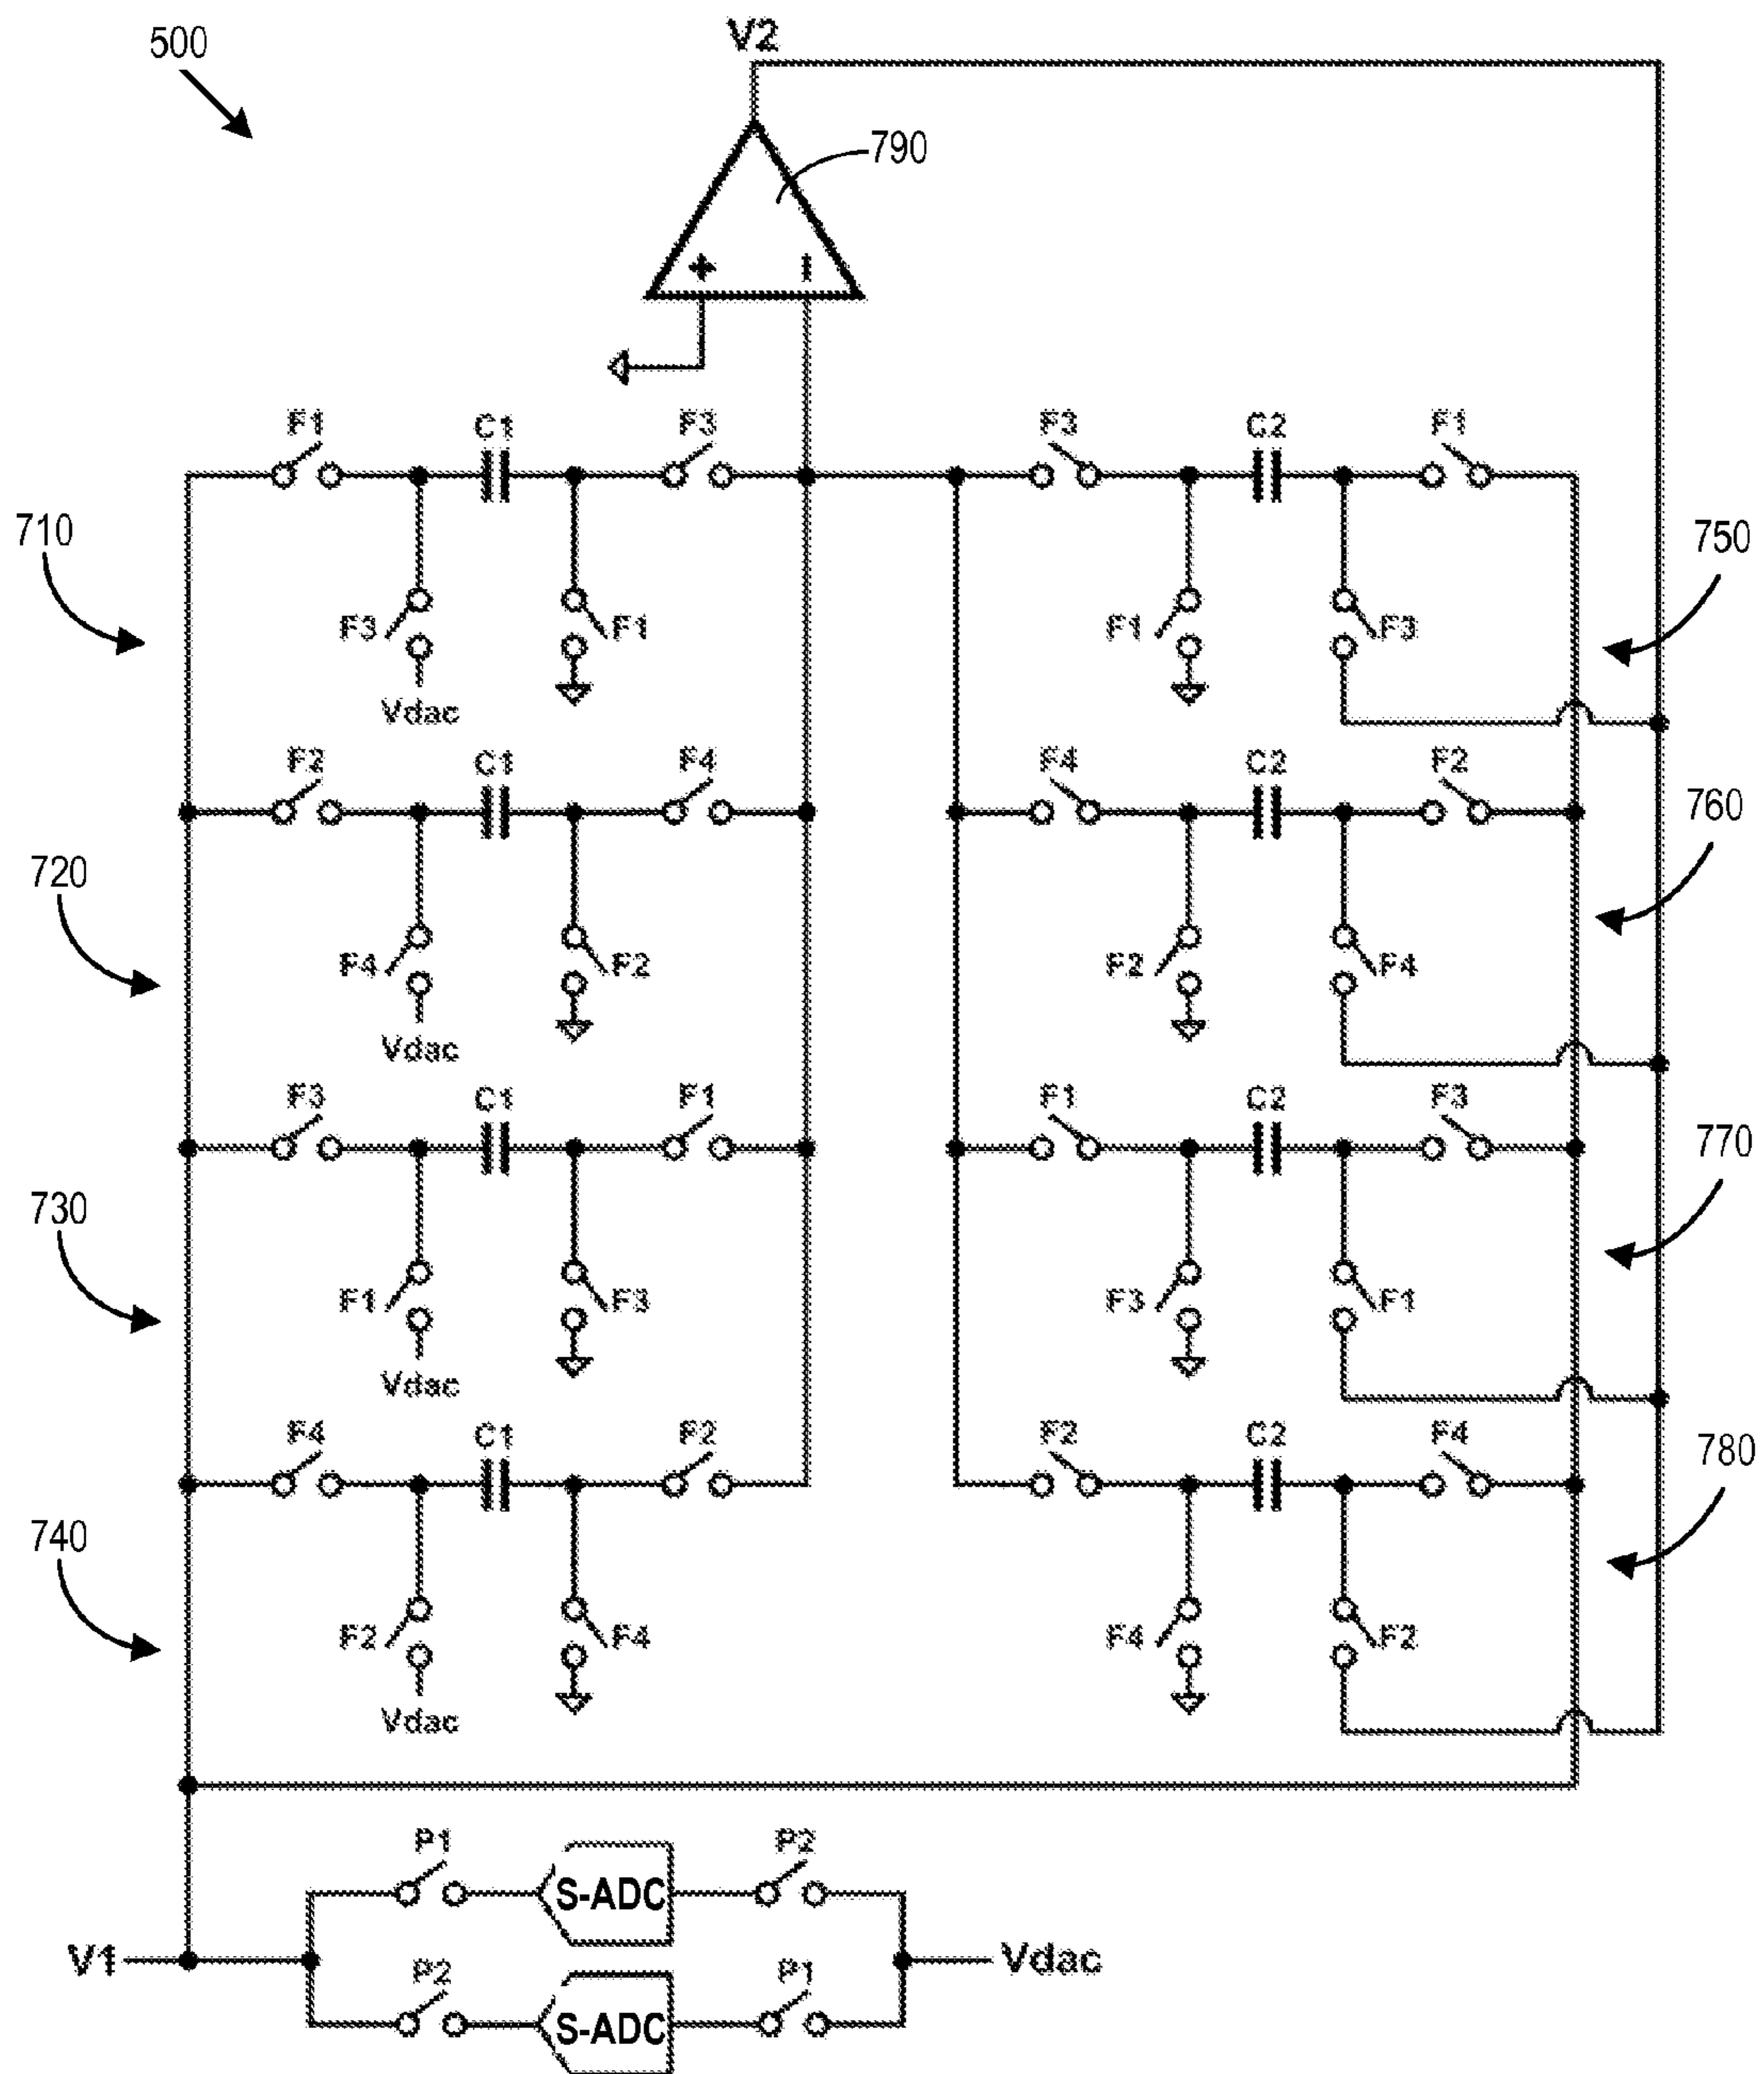 500
V2
790
+ −
F1 C1 F3 F3 C2 F1
710
750
F3 F1 F1 F3
Vdac
F2 C1 F4 F4 C2 F2
760
720
F4 F2 F2 F4
Vdac
F3 C1 F1 F1 C2 F3
770
730
F1 F3 F3 F1
Vdac
F4 C1 F2 F2 C2 F4
780
740
F2 F4 F4 F2
Vdac
P1 S-ADC P2
V1 Vdac
P2 S-ADC P1